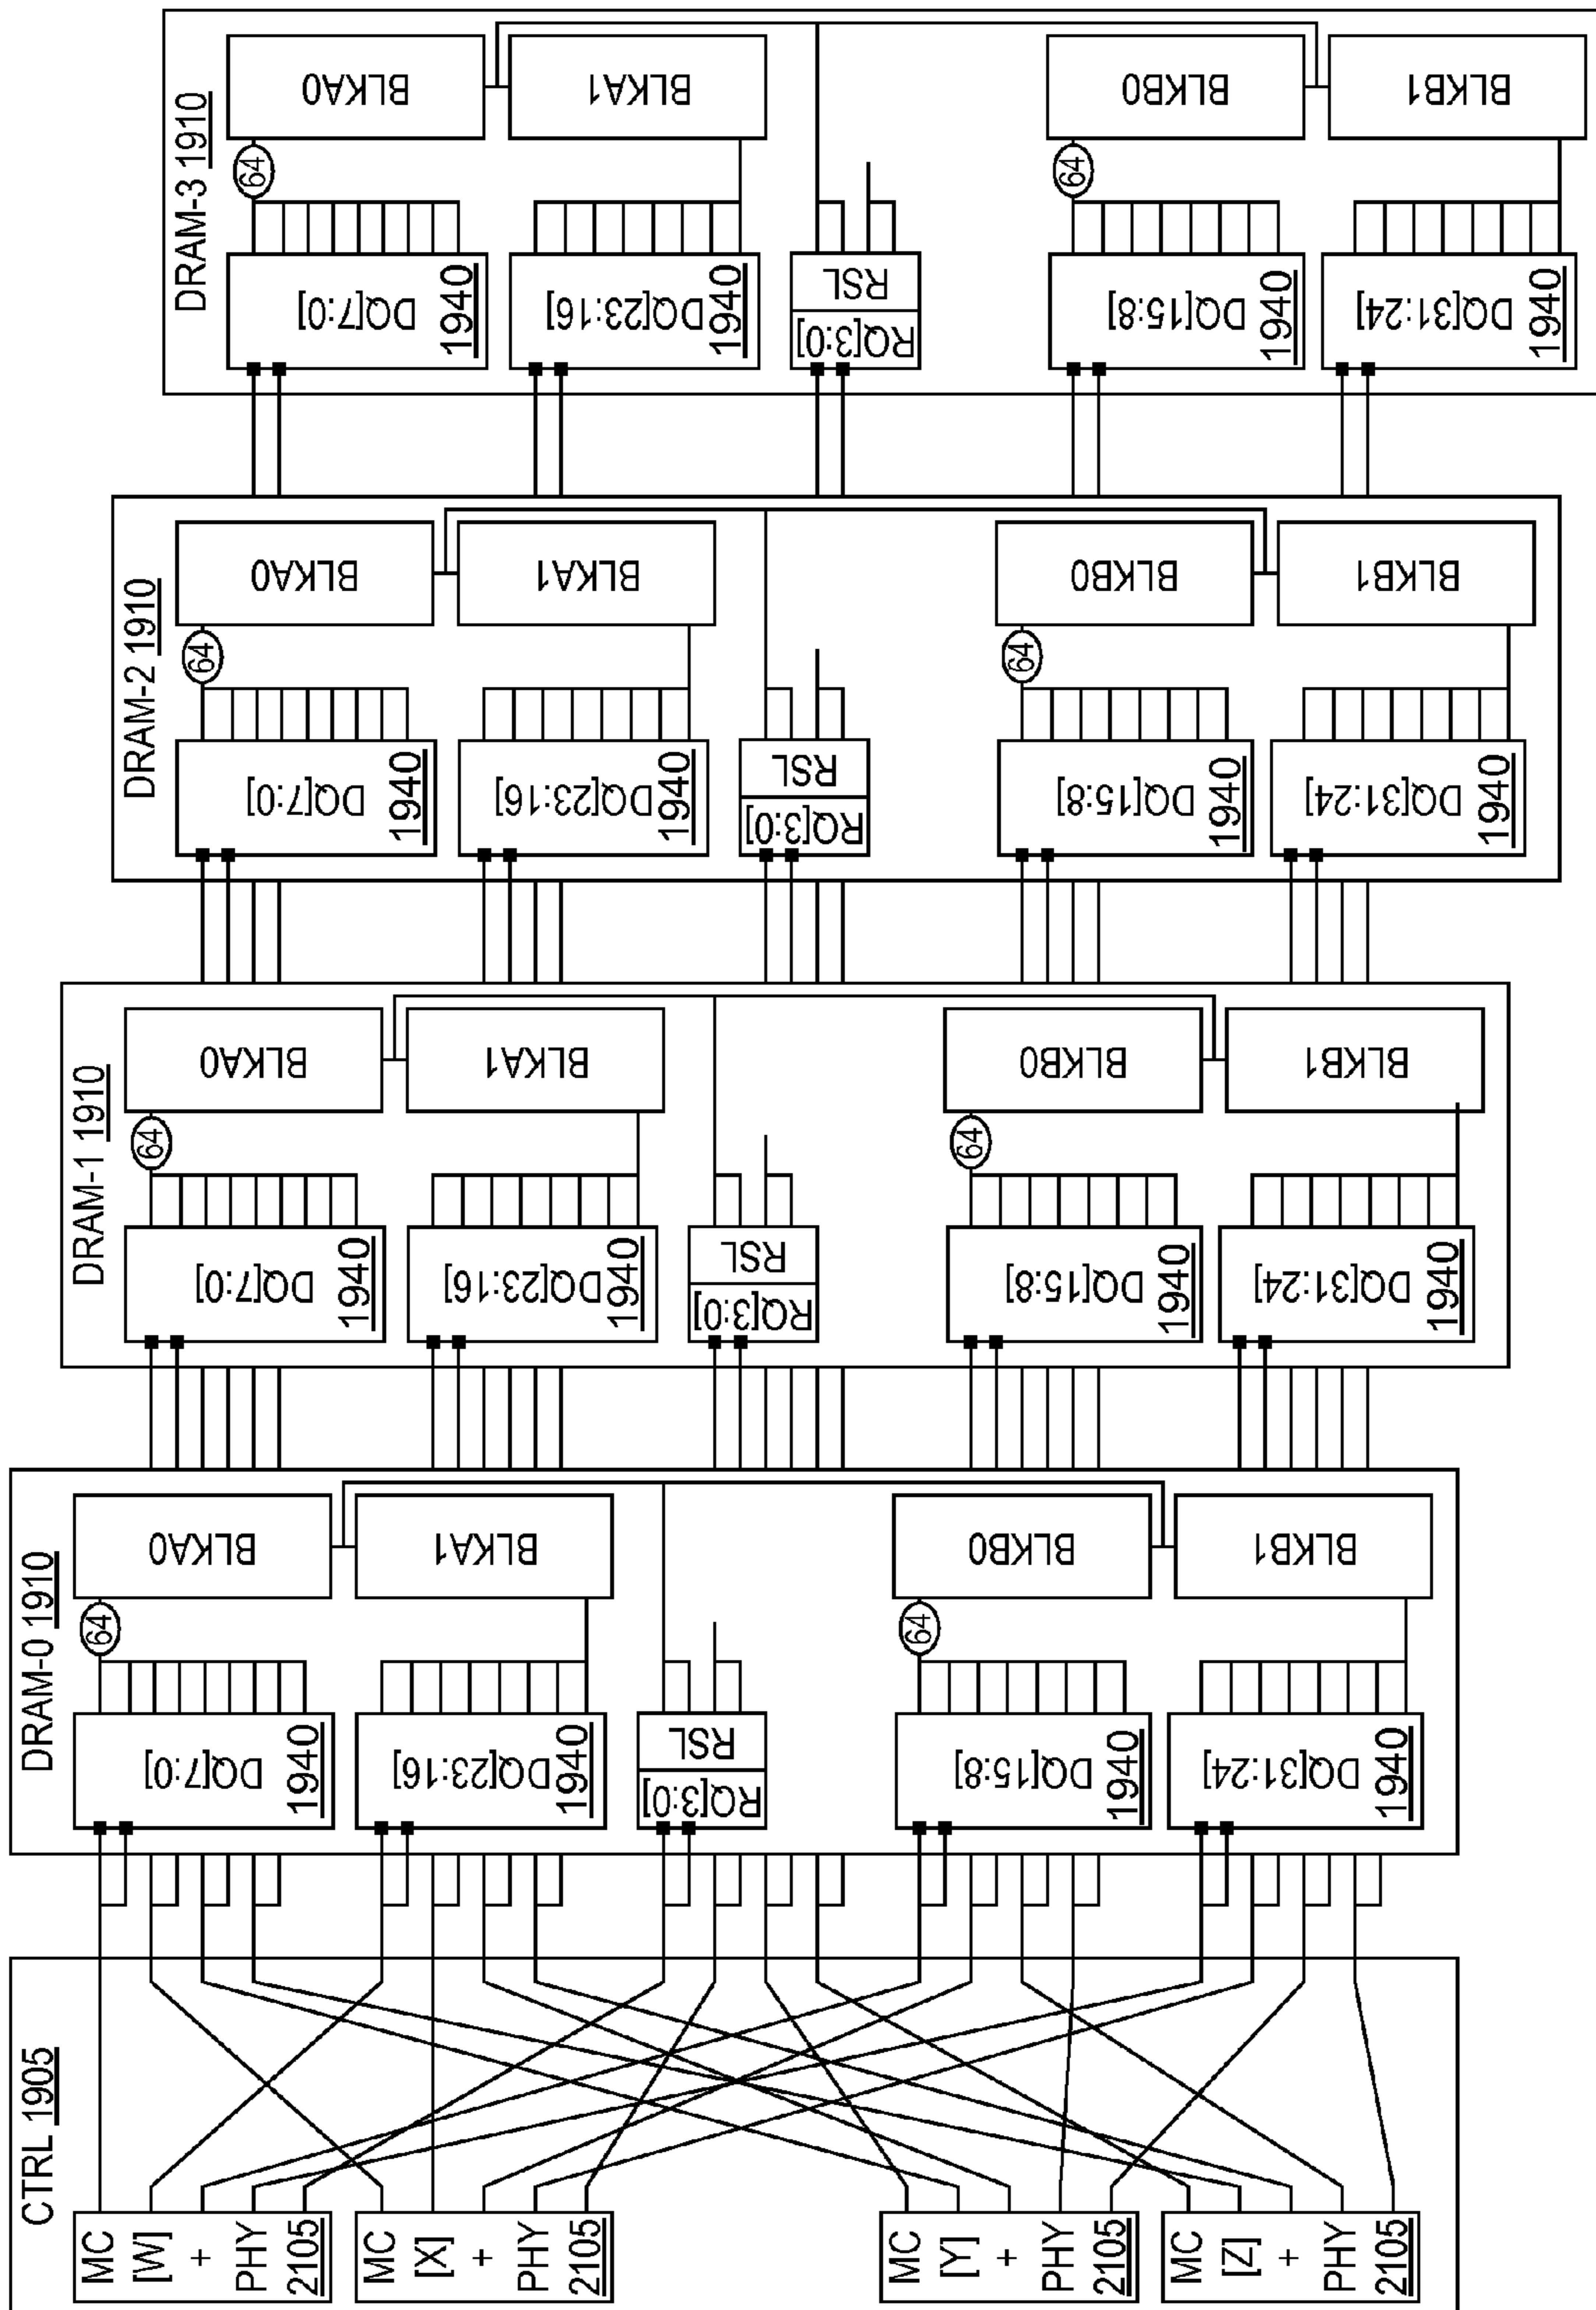 CTRL 1905
MC
[W]
+
PHY
2105
MC
[X]
+
PHY
2105
MC
[Y]
+
PHY
2105
MC
[Z]
+
PHY
2105
DRAM-0 1910
DQ[7:0]
1940
64
BLKA0
DQ[23:16]
1940
BLKA1
RQ[3:0]
RSL
DQ[15:8]
1940
64
BLKB0
DQ[31:24]
1940
BLKB1
DRAM-1 1910
DQ[7:0]
1940
64
BLKA0
DQ[23:16]
1940
BLKA1
RQ[3:0]
RSL
DQ[15:8]
1940
64
BLKB0
DQ[31:24]
1940
BLKB1
DRAM-2 1910
DQ[7:0]
1940
64
BLKA0
DQ[23:16]
1940
BLKA1
RQ[3:0]
RSL
DQ[15:8]
1940
64
BLKB0
DQ[31:24]
1940
BLKB1
DRAM-3 1910
DQ[7:0]
1940
64
BLKA0
DQ[23:16]
1940
BLKA1
RQ[3:0]
RSL
DQ[15:8]
1940
64
BLKB0
DQ[31:24]
1940
BLKB1